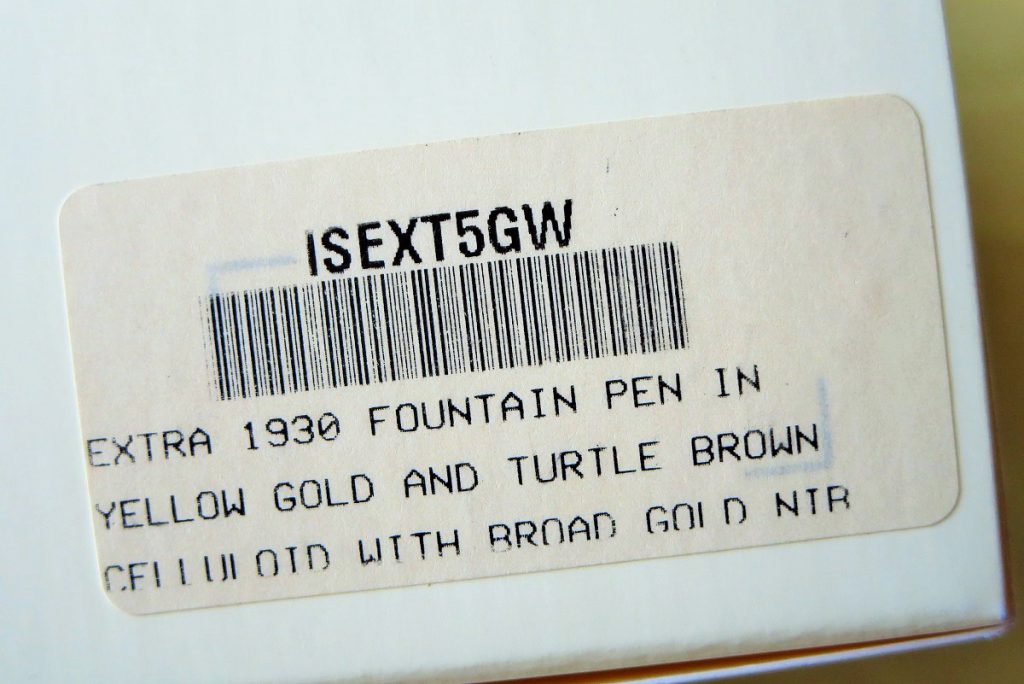 ISEXT5GW
EXTRA 1930 FOUNTAIN PEN IN
YELLOW GOLD AND TURTLE BROWN
CELLULOID WITH BROAD GOLD NIB